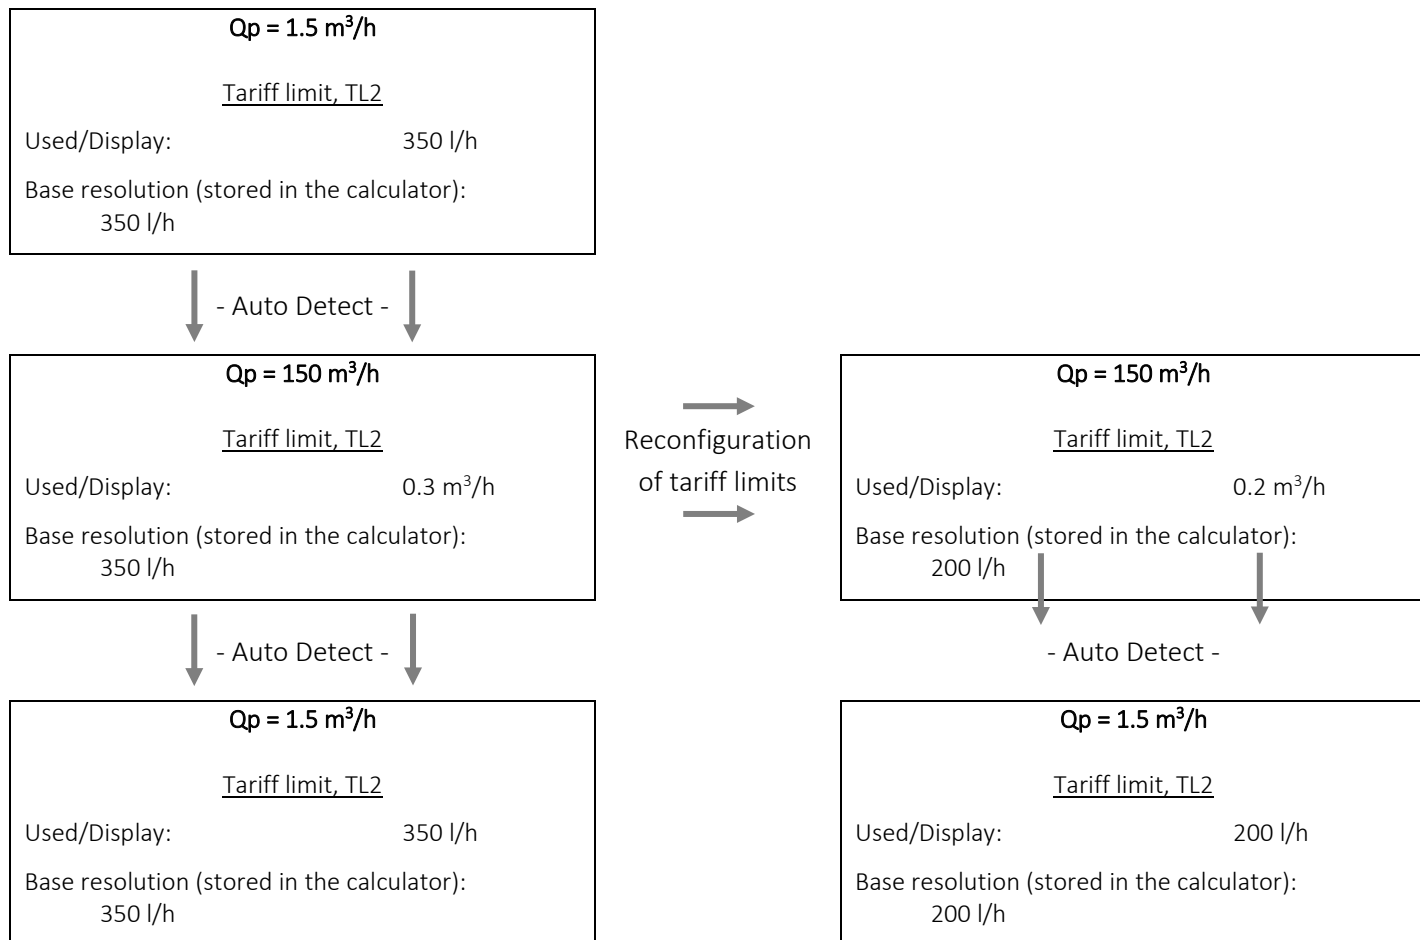 Qp = 1.5 m³/h
Tariff limit, TL2
Used/Display: 350 l/h
Base resolution (stored in the calculator):
350 l/h
- Auto Detect -
Qp = 150 m³/h
Tariff limit, TL2
Used/Display: 0.3 m³/h
Base resolution (stored in the calculator):
350 l/h
Reconfiguration
of tariff limits
Qp = 150 m³/h
Tariff limit, TL2
Used/Display: 0.2 m³/h
Base resolution (stored in the calculator):
200 l/h
- Auto Detect -
- Auto Detect -
Qp = 1.5 m³/h
Tariff limit, TL2
Used/Display: 350 l/h
Base resolution (stored in the calculator):
350 l/h
Qp = 1.5 m³/h
Tariff limit, TL2
Used/Display: 200 l/h
Base resolution (stored in the calculator):
200 l/h